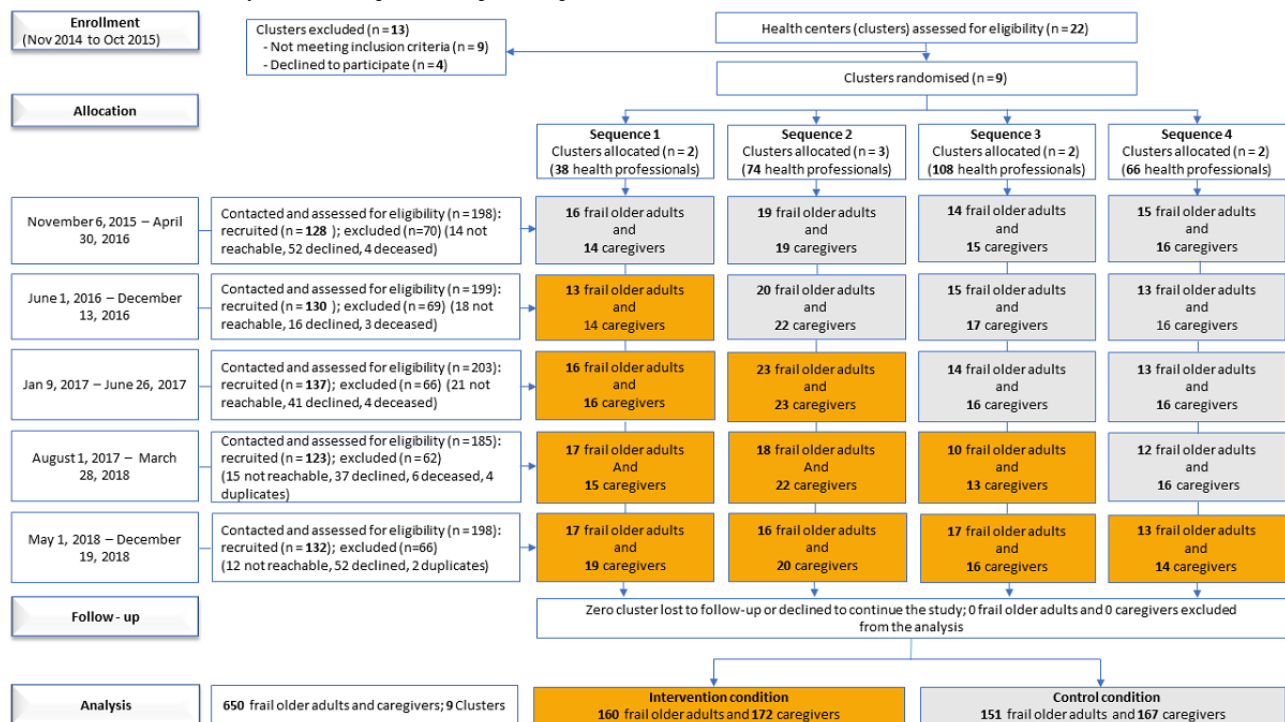 Enrollment
(Nov 2014 to Oct 2015)
Clusters excluded (n = 13)
- Not meeting inclusion criteria (n = 9)
- Declined to participate (n = 4)
Health centers (clusters) assessed for eligibility (n = 22)
Clusters randomised (n = 9)
Allocation
Sequence 1
Clusters allocated (n = 2)
(38 health professionals)
Sequence 2
Clusters allocated (n = 3)
(74 health professionals)
Sequence 3
Clusters allocated (n = 2)
(108 health professionals)
Sequence 4
Clusters allocated (n = 2)
(66 health professionals)
November 6, 2015 – April
30, 2016
Contacted and assessed for eligibility (n = 198):
recruited (n = 128 ); excluded (n=70) (14 not
reachable, 52 declined, 4 deceased)
16 frail older adults
and
14 caregivers
19 frail older adults
and
19 caregivers
14 frail older adults
and
15 caregivers
15 frail older adults
and
16 caregivers
June 1, 2016 – December
13, 2016
Contacted and assessed for eligibility (n = 199):
recruited (n = 130 ); excluded (n = 69) (18 not
reachable, 16 declined, 3 deceased)
13 frail older adults
and
14 caregivers
20 frail older adults
and
22 caregivers
15 frail older adults
and
17 caregivers
13 frail older adults
and
16 caregivers
Jan 9, 2017 – June 26, 2017
Contacted and assessed for eligibility (n = 203):
recruited (n = 137); excluded (n = 66) (21 not
reachable, 41 declined, 4 deceased)
16 frail older adults
and
16 caregivers
23 frail older adults
and
23 caregivers
14 frail older adults
and
16 caregivers
13 frail older adults
and
16 caregivers
August 1, 2017 – March
28, 2018
Contacted and assessed for eligibility (n = 185):
recruited (n = 123); excluded (n = 62)
(15 not reachable, 37 declined, 6 deceased, 4
duplicates)
17 frail older adults
And
15 caregivers
18 frail older adults
And
22 caregivers
10 frail older adults
and
13 caregivers
12 frail older adults
and
16 caregivers
May 1, 2018 – December
19, 2018
Contacted and assessed for eligibility (n = 198):
recruited (n = 132); excluded (n=66)
(12 not reachable, 52 declined, 2 duplicates)
17 frail older adults
and
19 caregivers
16 frail older adults
and
20 caregivers
17 frail older adults
and
16 caregivers
13 frail older adults
and
14 caregivers
Follow - up
Zero cluster lost to follow-up or declined to continue the study; 0 frail older adults and 0 caregivers excluded
from the analysis
Analysis
650 frail older adults and caregivers; 9 Clusters
Intervention condition
160 frail older adults and 172 caregivers
Control condition
151 frail older adults and 167 caregivers